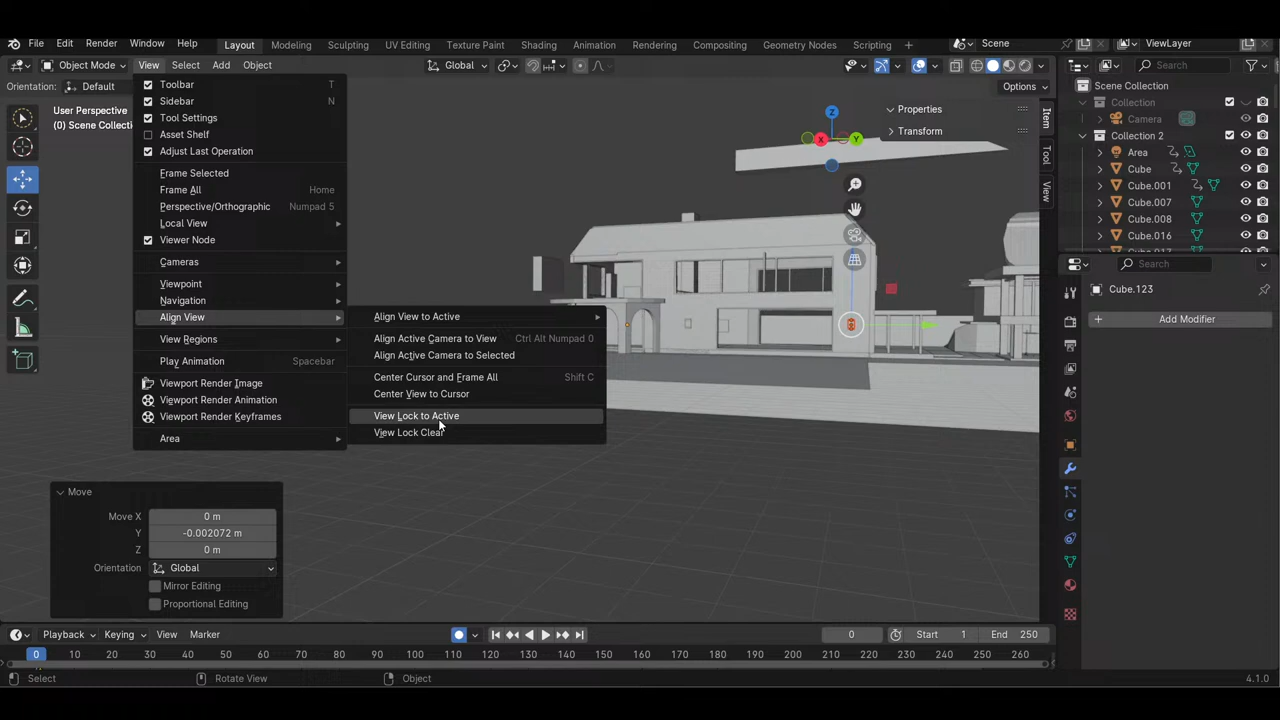 File Edit Render Window Help Layout Modeling Sculpting UV Editing Texture Paint Shading Animation Rendering Compositing Geometry Nodes Scripting + Scene ViewLayer
Object Mode View Select Add Object Global Search
Orientation: Default Options
User Perspective
(0) Scene Collecti
Toolbar T
Sidebar N
Tool Settings
Asset Shelf
Adjust Last Operation
Frame Selected
Frame All Home
Perspective/Orthographic Numpad 5
Local View
Viewer Node
Cameras
Viewpoint
Navigation
Align View
View Regions
Play Animation Spacebar
Viewport Render Image
Viewport Render Animation
Viewport Render Keyframes
Area
Align View to Active
Align Active Camera to View Ctrl Alt Numpad 0
Align Active Camera to Selected
Center Cursor and Frame All Shift C
Center View to Cursor
View Lock to Active
View Lock Clear
Z
X
Y
Properties
Transform
Item
Tool
View
Scene Collection
Collection
Camera
Collection 2
Area
Cube
Cube.001
Cube.007
Cube.008
Cube.016
Search
Cube.123
+ Add Modifier
Move
Move X 0 m
Y -0.002072 m
Z 0 m
Orientation Global
Mirror Editing
Proportional Editing
Playback Keying View Marker 0 Start 1 End 250
0 10 20 30 40 50 60 70 80 90 100 110 120 130 140 150 160 170 180 190 200 210 220 230 240 250 260
Select Rotate View Object 4.1.0